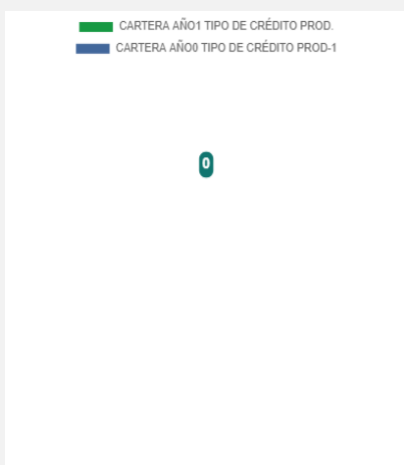 CARTERA AÑO1 TIPO DE CRÉDITO PROD.
CARTERA AÑO0 TIPO DE CRÉDITO PROD-1
0